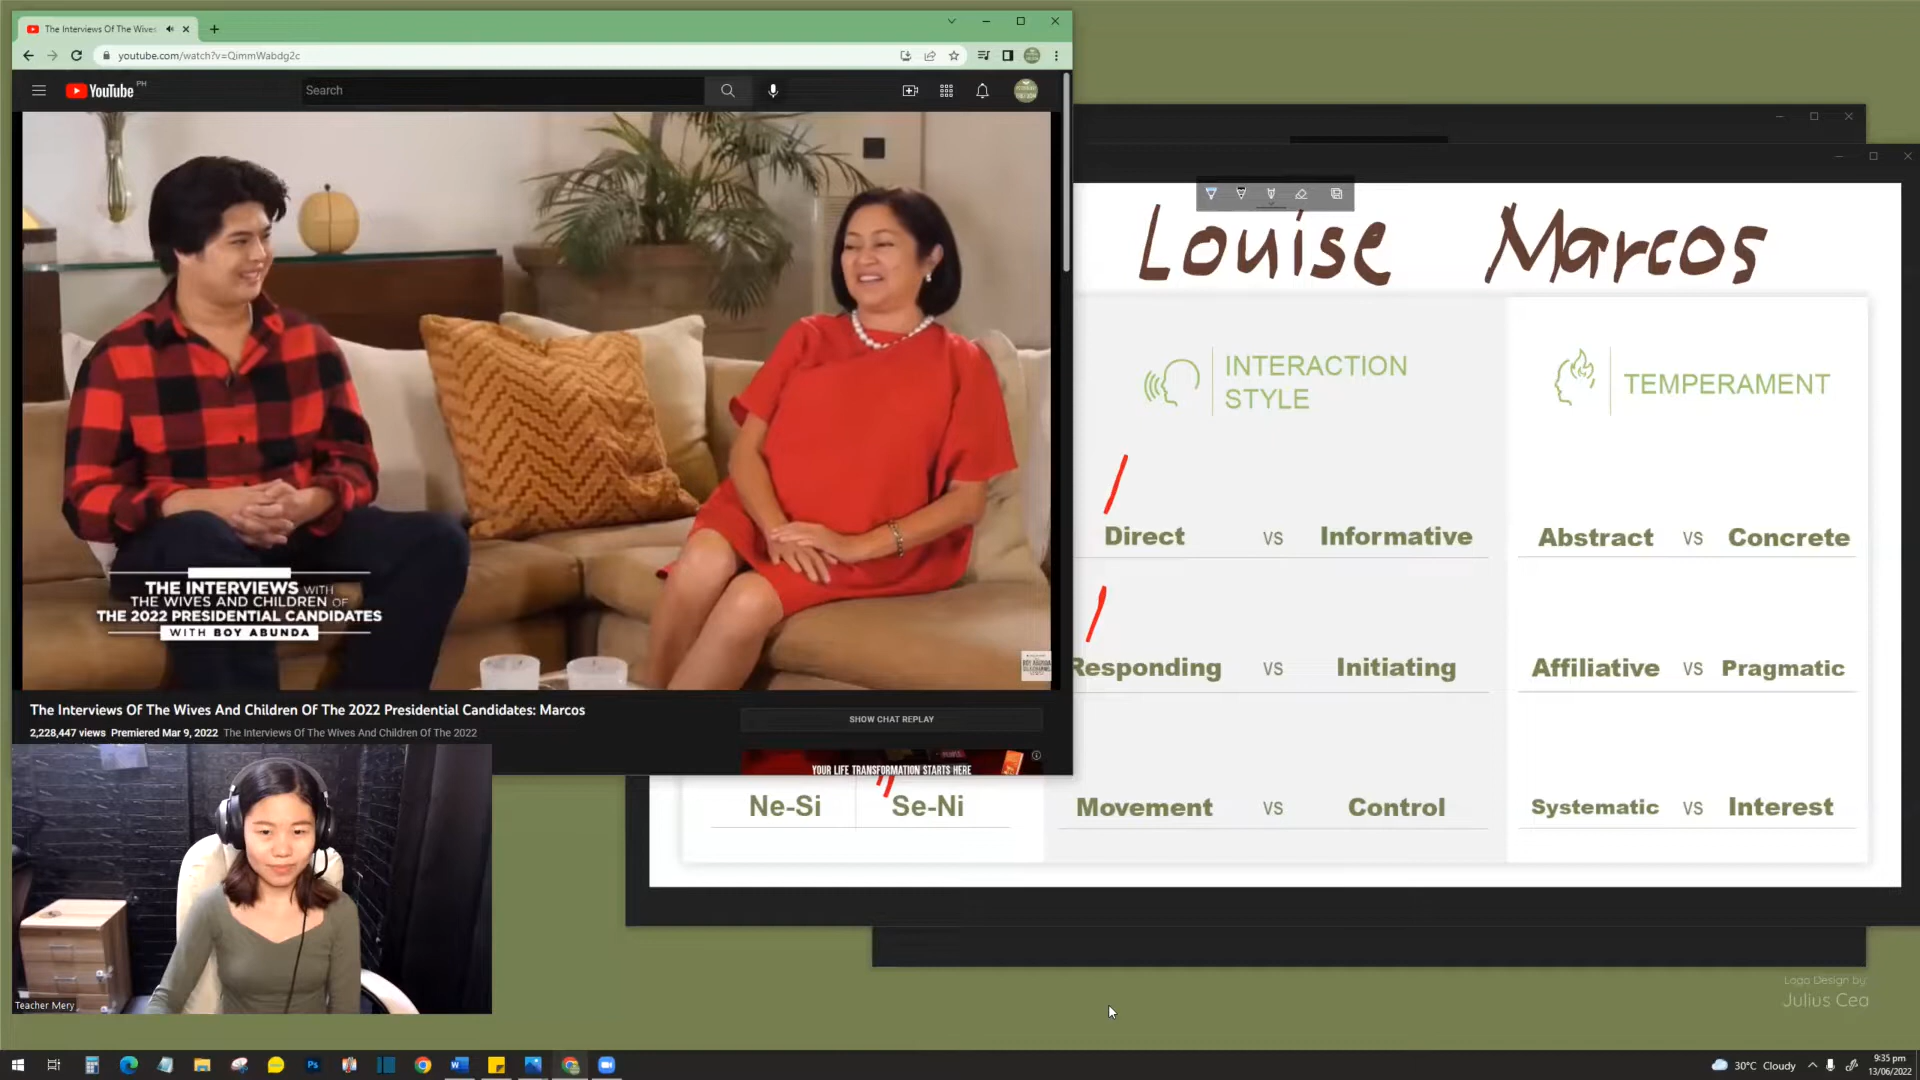 The Interviews Of The Wives
youtube.com/watch?v=QimmWabdg2c
YouTube PH
Search
THE INTERVIEWS WITH
THE WIVES AND CHILDREN OF
THE 2022 PRESIDENTIAL CANDIDATES
WITH BOY ABUNDA
The Interviews Of The Wives And Children Of The 2022 Presidential Candidates: Marcos
2,228,447 views Premiered Mar 9, 2022 The Interviews Of The Wives And Children Of The 2022
SHOW CHAT REPLAY
YOUR LIFE TRANSFORMATION STARTS HERE
Louise Marcos
INTERACTION
STYLE
TEMPERAMENT
Direct vs Informative
Abstract vs Concrete
Responding vs Initiating
Affiliative vs Pragmatic
Ne-Si Se-Ni
Movement vs Control
Systematic vs Interest
Teacher Mery
Logo Design by:
Julius Cea
30°C Cloudy
9:35 pm
13/06/2022